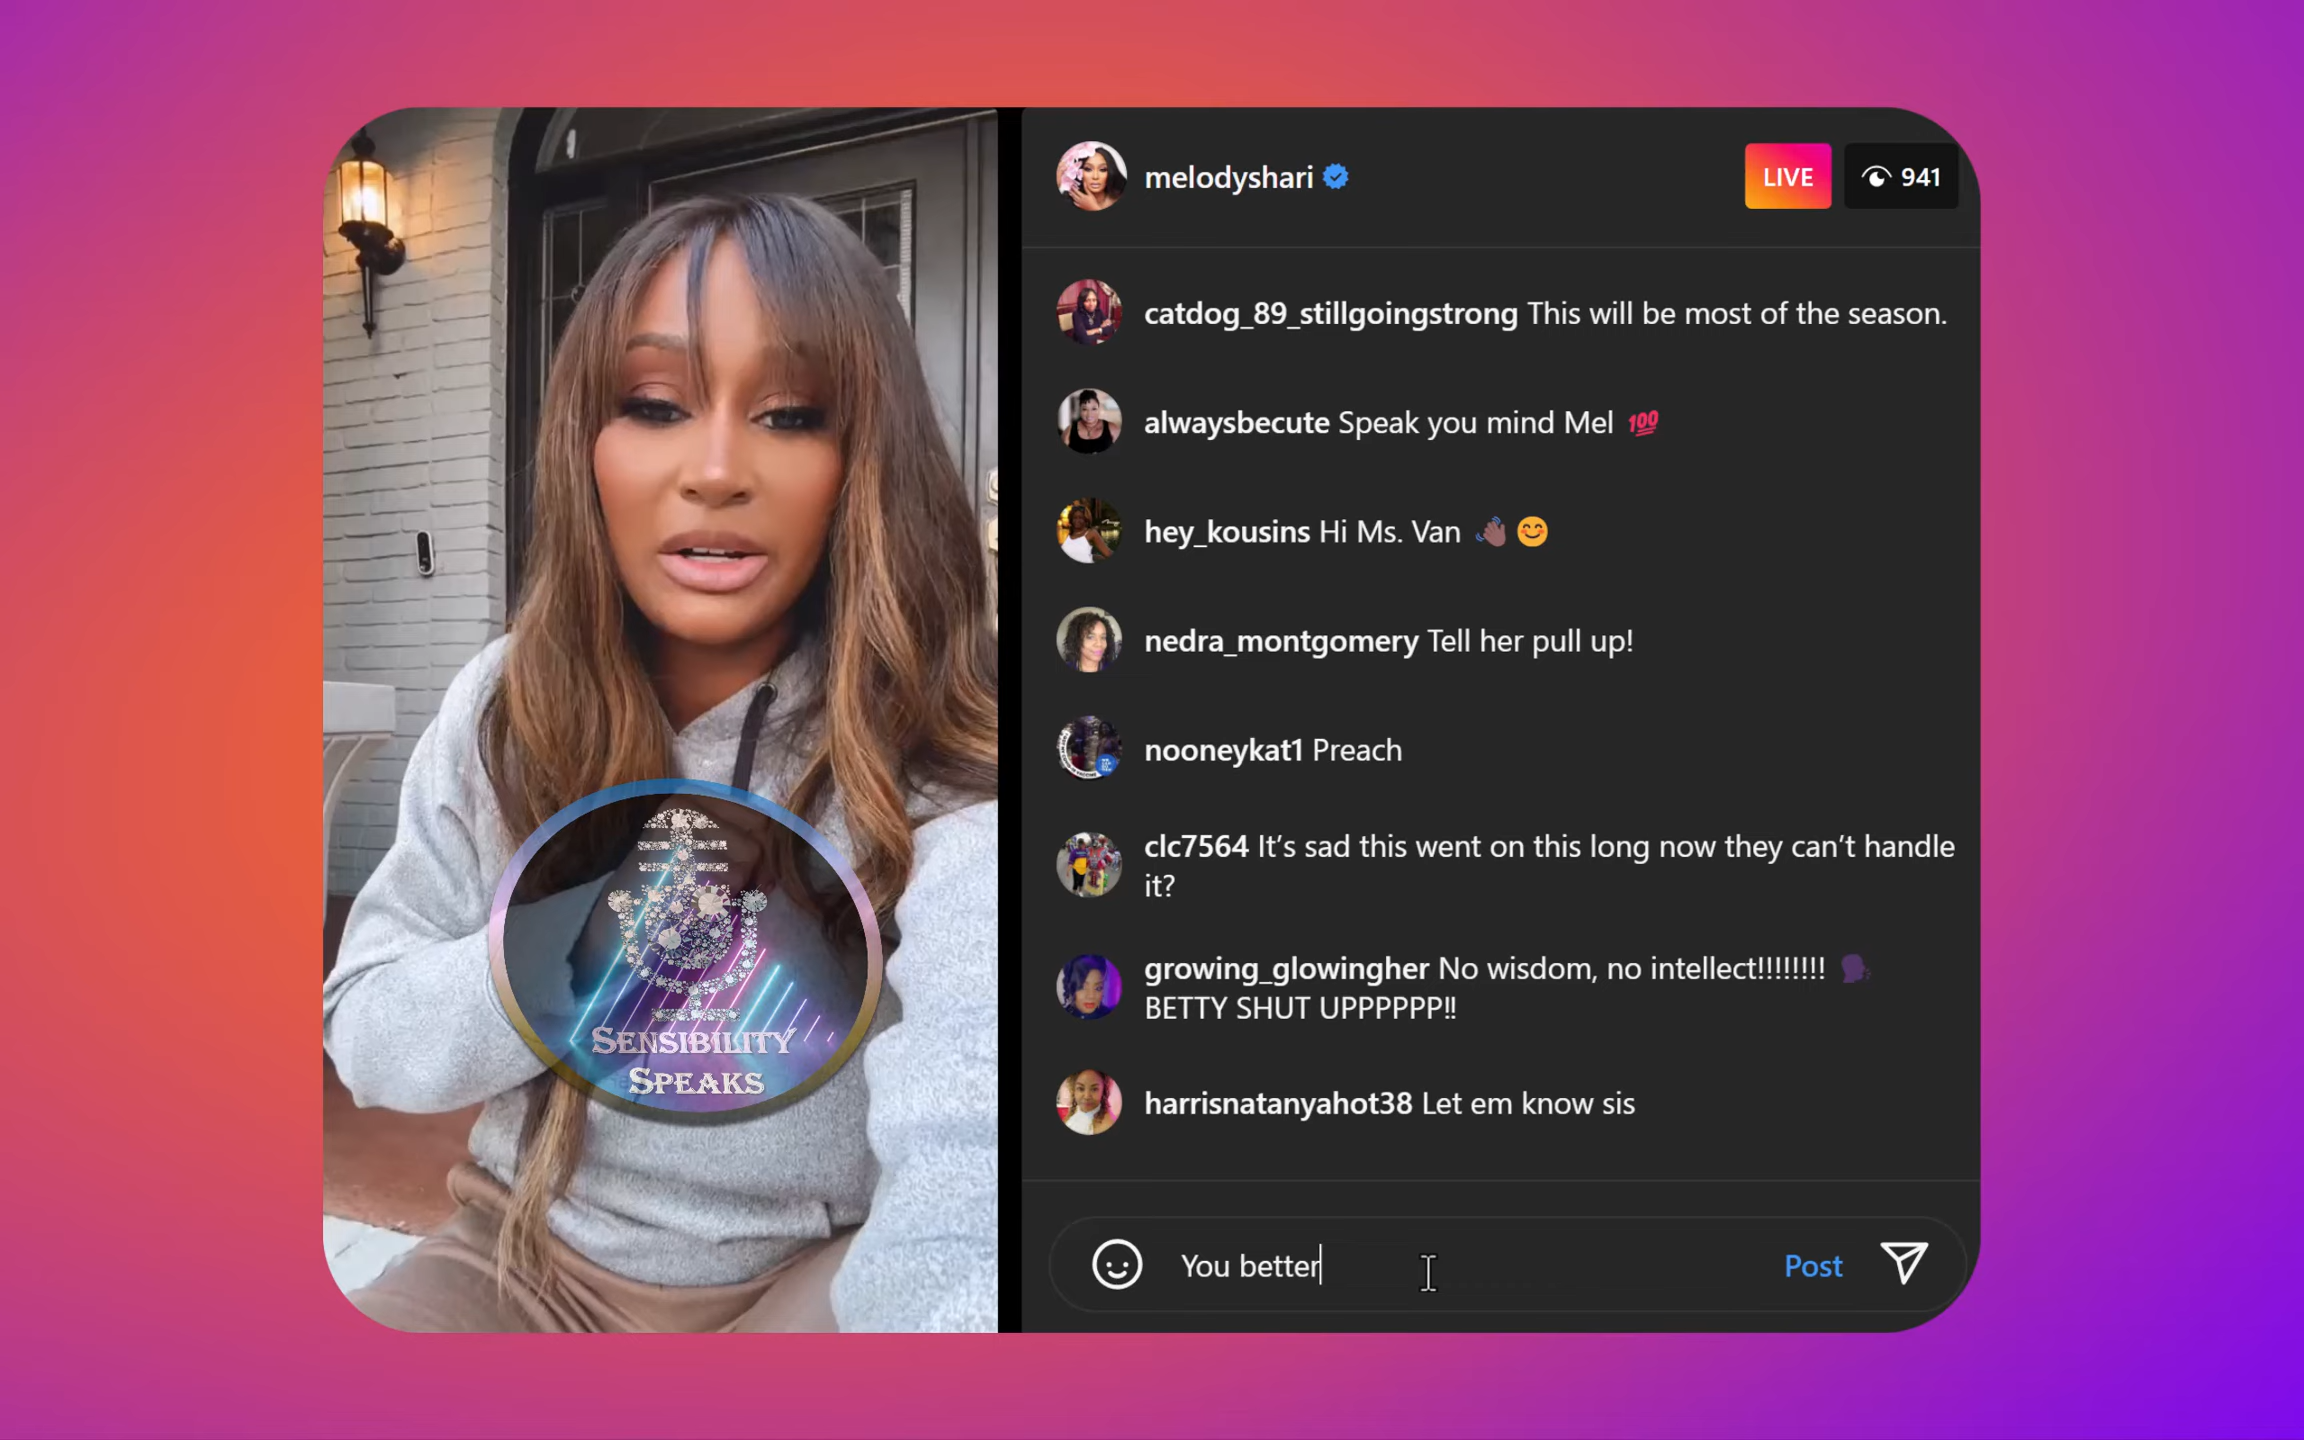 melodyshari
LIVE
941
catdog_89_stillgoingstrong This will be most of the season.
alwaysbecute Speak you mind Mel 💯
hey_kousins Hi Ms. Van 👋🏾 😊
nedra_montgomery Tell her pull up!
nooneykat1 Preach
clc7564 It’s sad this went on this long now they can’t handle
it?
growing_glowingher No wisdom, no intellect!!!!!!!! 🗣
BETTY SHUT UPPPPPP!!
harrisnatanyahot38 Let em know sis
You better
Post
SENSIBILITY
SPEAKS